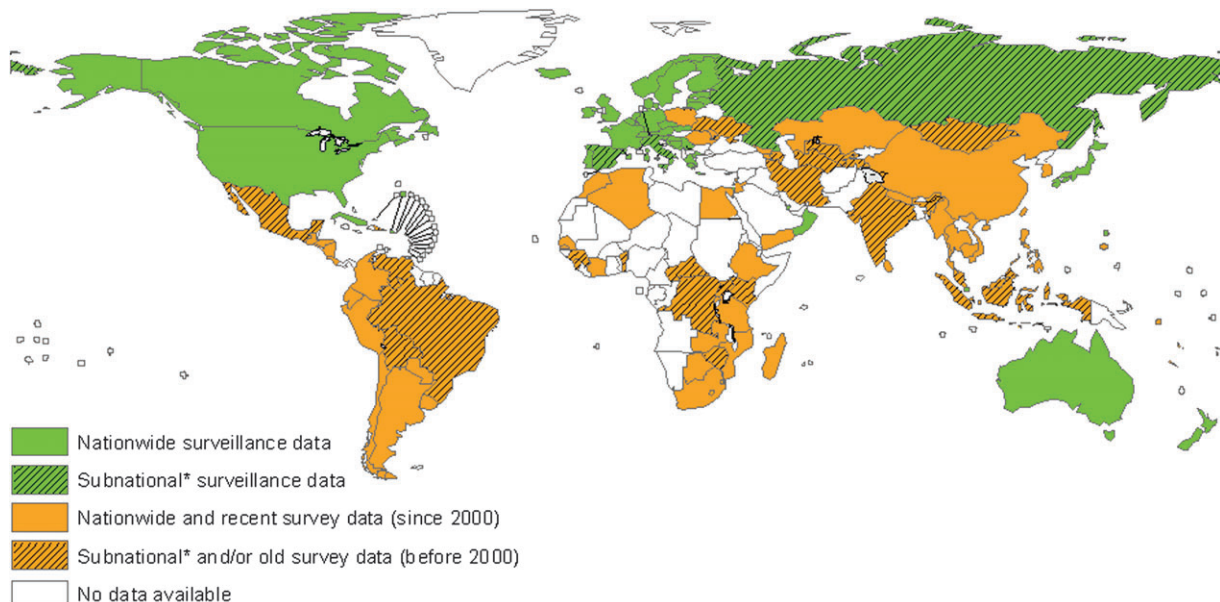 Nationwide surveillance data
Subnational* surveillance data
Nationwide and recent survey data (since 2000)
Subnational* and/or old survey data (before 2000)
No data available